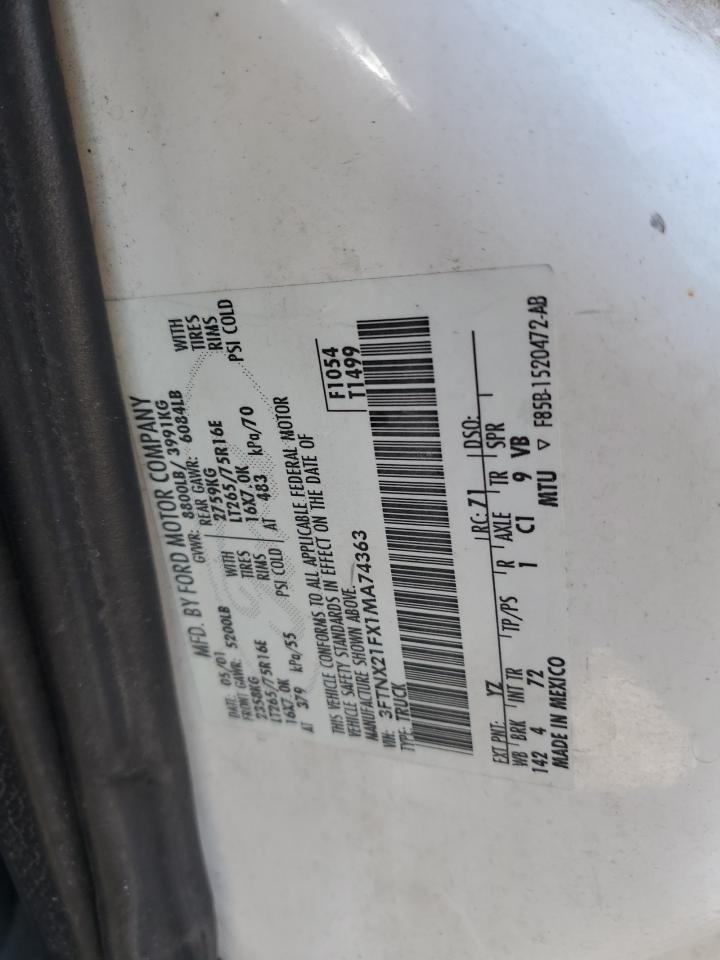 MFD. BY FORD MOTOR COMPANY
DATE: 05/01 GVWR: 8800LB/ 3991KG
FRONT GAWR: 5200LB REAR GAWR: 6084LB
2358KG WITH 2759KG WITH
LT265/75R16E TIRES LT265/75R16E TIRES
16X7.0K RIMS 16X7.0K RIMS
AT 379 kPa/55 PSI COLD AT 483 kPa/70 PSI COLD
THIS VEHICLE CONFORMS TO ALL APPLICABLE FEDERAL MOTOR
VEHICLE SAFETY STANDARDS IN EFFECT ON THE DATE OF
MANUFACTURE SHOWN ABOVE.
F1054
T1499
VIN: 3FTNX21FX1MA74363
TYPE: TRUCK
EXT PNT: YZ RC: 71 DSO:
WB BRK INT TR TP/PS R AXLE TR SPR
142 4 72 1 C1 9 VB
MADE IN MEXICO MTU ▽ F85B-1520472-AB